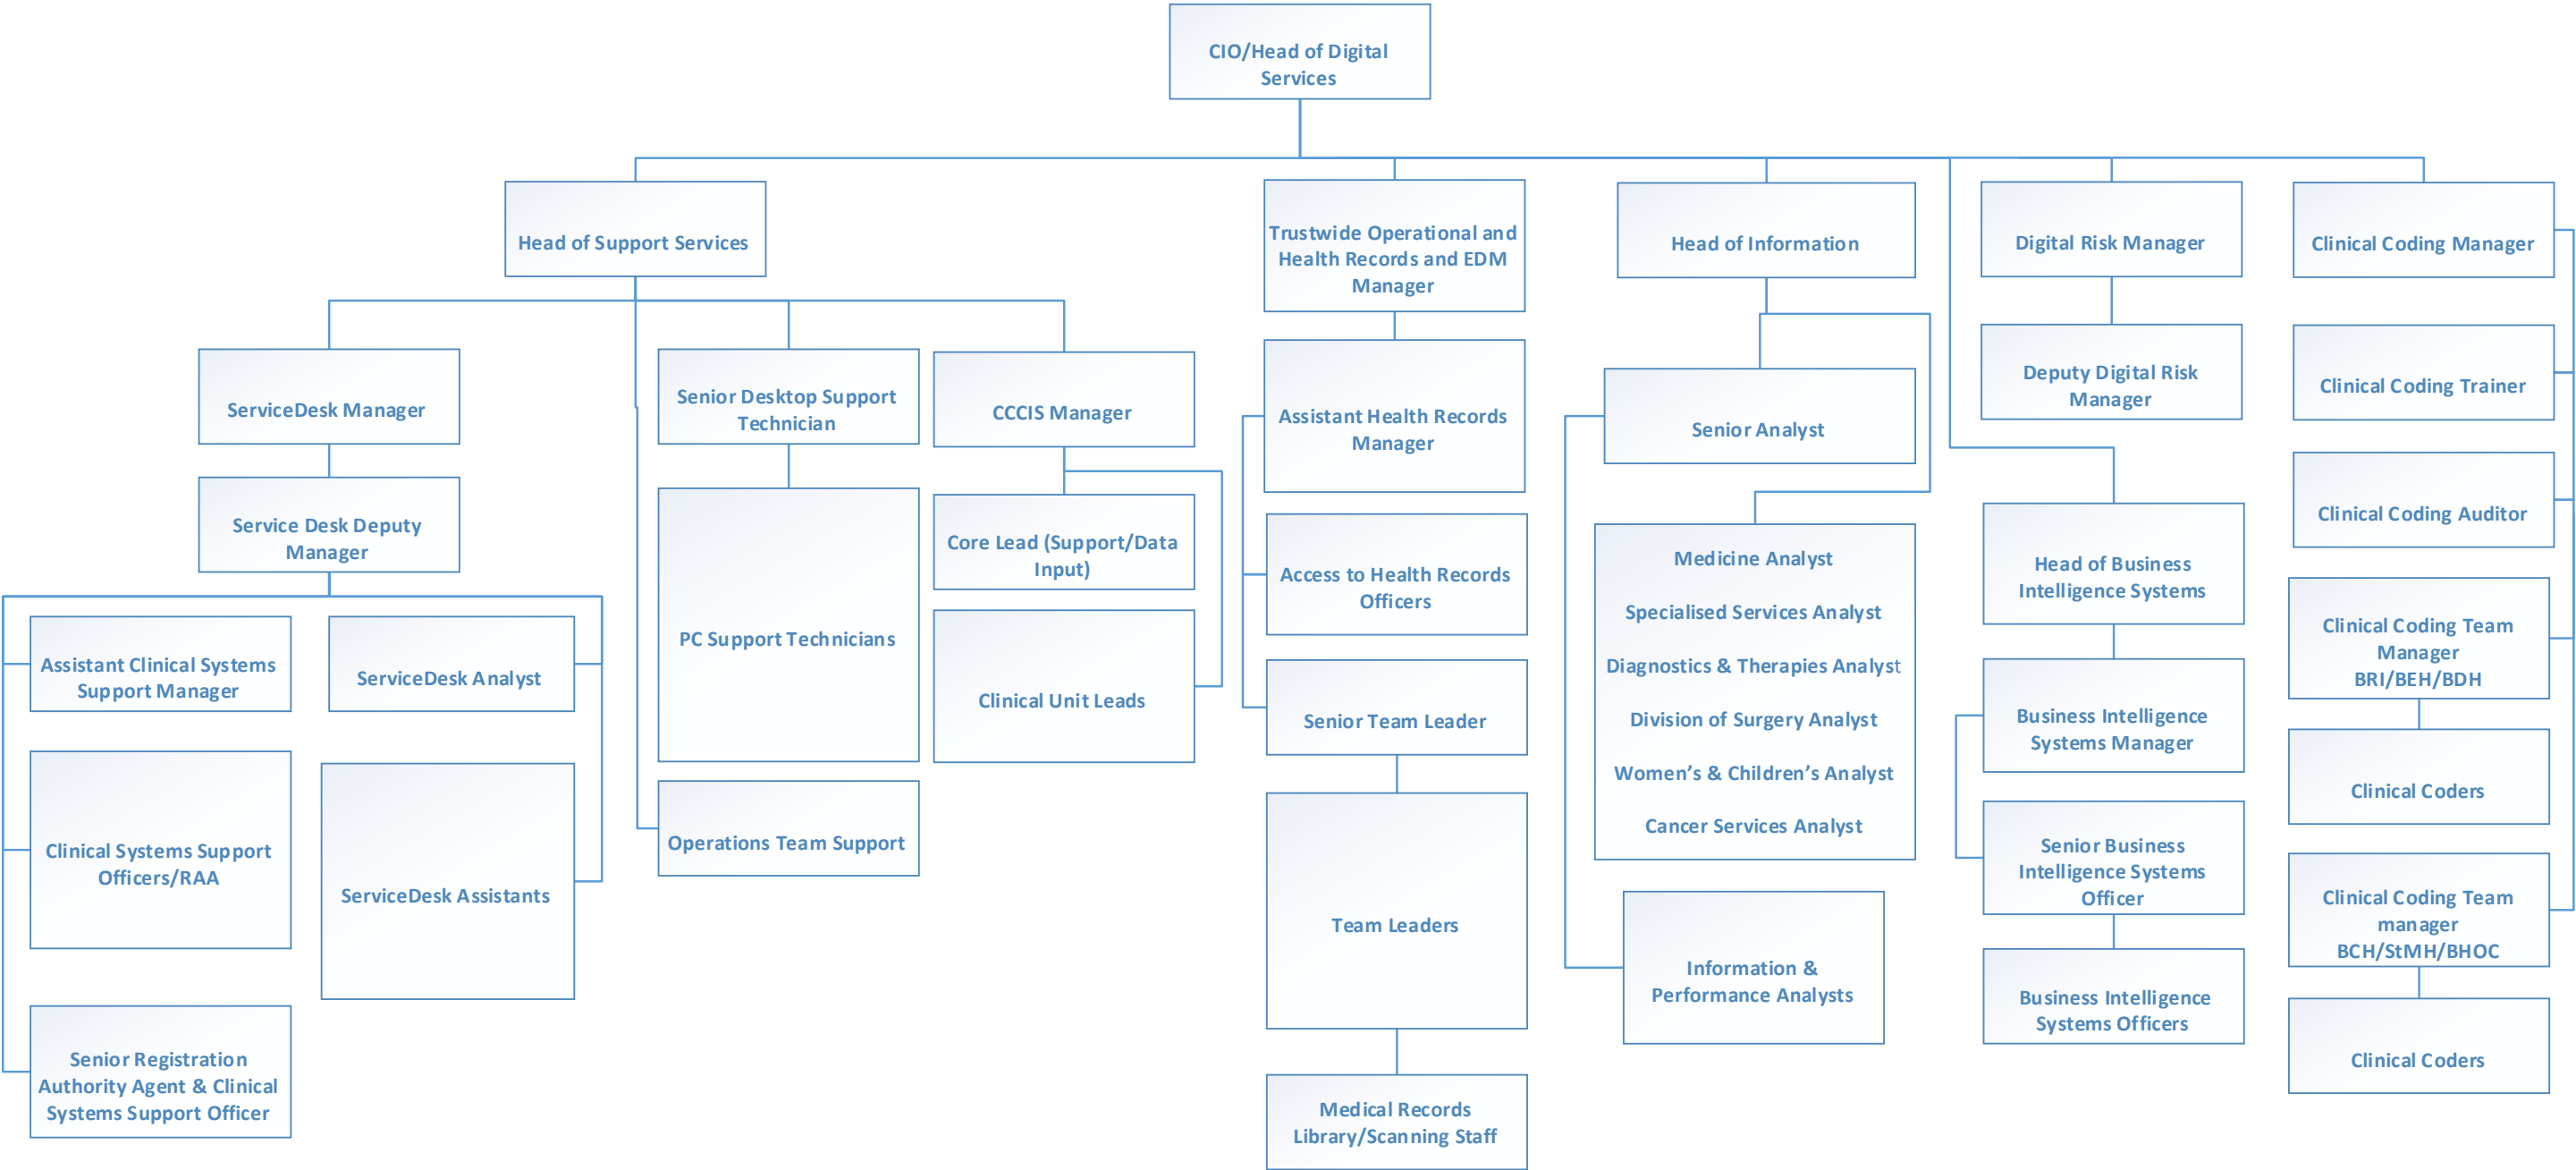 CIO/Head of Digital
Services
Head of Support Services
Trustwide Operational and
Health Records and EDM
Manager
Head of Information
Digital Risk Manager
Clinical Coding Manager
ServiceDesk Manager
Senior Desktop Support
Technician
CCCIS Manager
Assistant Health Records
Manager
Senior Analyst
Deputy Digital Risk
Manager
Clinical Coding Trainer
Service Desk Deputy
Manager
PC Support Technicians
Core Lead (Support/Data
Input)
Access to Health Records
Officers
Medicine Analyst
Specialised Services Analyst
Diagnostics & Therapies Analyst
Division of Surgery Analyst
Women’s & Children’s Analyst
Cancer Services Analyst
Head of Business
Intelligence Systems
Clinical Coding Auditor
Assistant Clinical Systems
Support Manager
ServiceDesk Analyst
Clinical Unit Leads
Senior Team Leader
Business Intelligence
Systems Manager
Clinical Coding Team
Manager
BRI/BEH/BDH
Clinical Systems Support
Officers/RAA
ServiceDesk Assistants
Operations Team Support
Team Leaders
Information &
Performance Analysts
Senior Business
Intelligence Systems
Officer
Clinical Coders
Clinical Coding Team
manager
BCH/StMH/BHOC
Senior Registration
Authority Agent & Clinical
Systems Support Officer
Medical Records
Library/Scanning Staff
Business Intelligence
Systems Officers
Clinical Coders